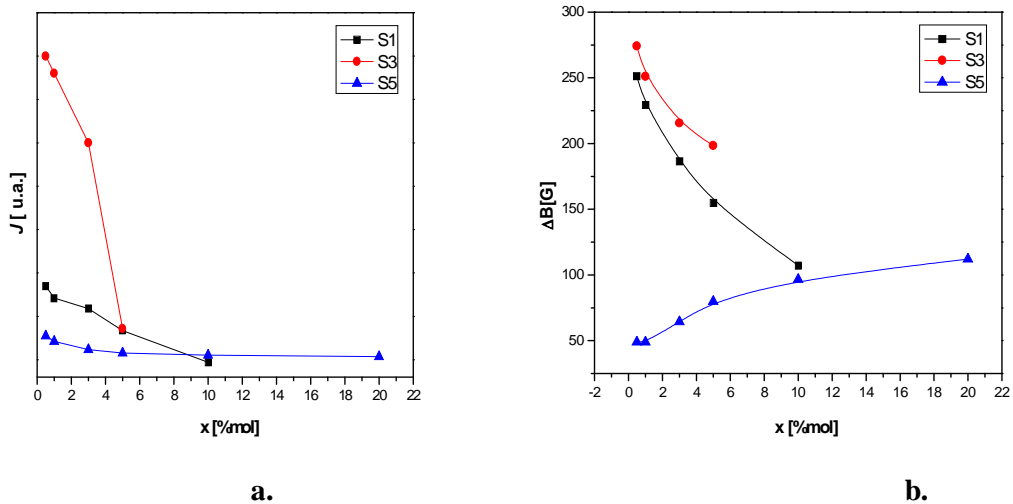 S1
S3
S5
J [ u.a.]
0 2 4 6 8 10 12 14 16 18 20 22
x [%mol]
a.
300
250
200
150
100
50
S1
S3
S5
ΔB[G]
-2 0 2 4 6 8 10 12 14 16 18 20 22
x [%mol]
b.